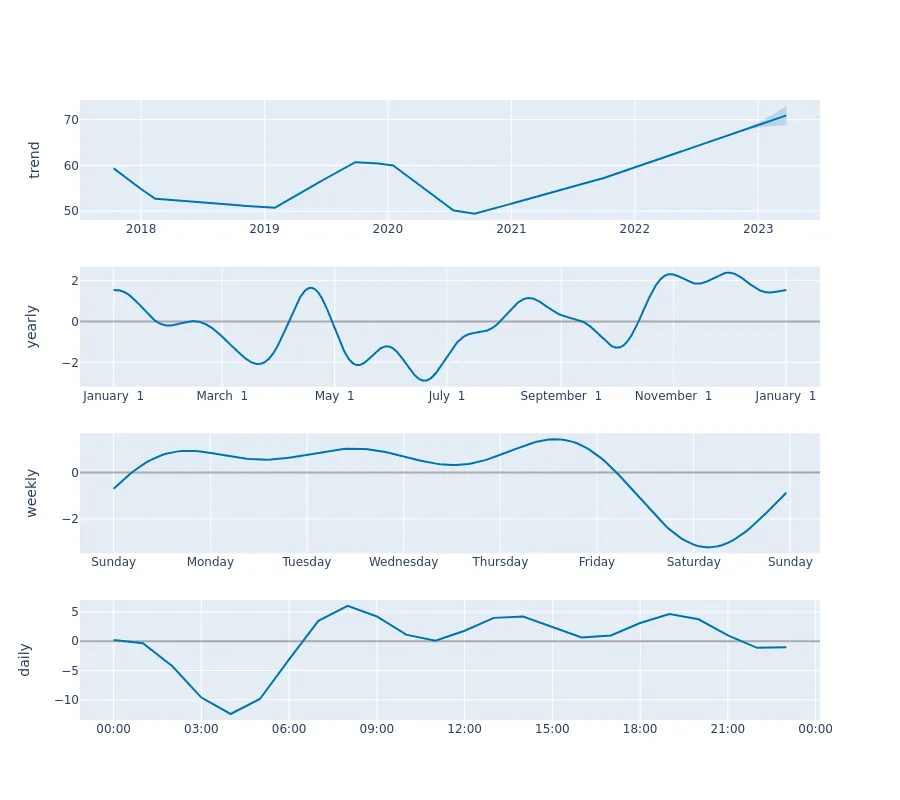 trend
70
60
50
2018 2019 2020 2021 2022 2023
yearly
2
0
−2
January 1 March 1 May 1 July 1 September 1 November 1 January 1
weekly
0
−2
Sunday Monday Tuesday Wednesday Thursday Friday Saturday Sunday
daily
5
0
−5
−10
00:00 03:00 06:00 09:00 12:00 15:00 18:00 21:00 00:00